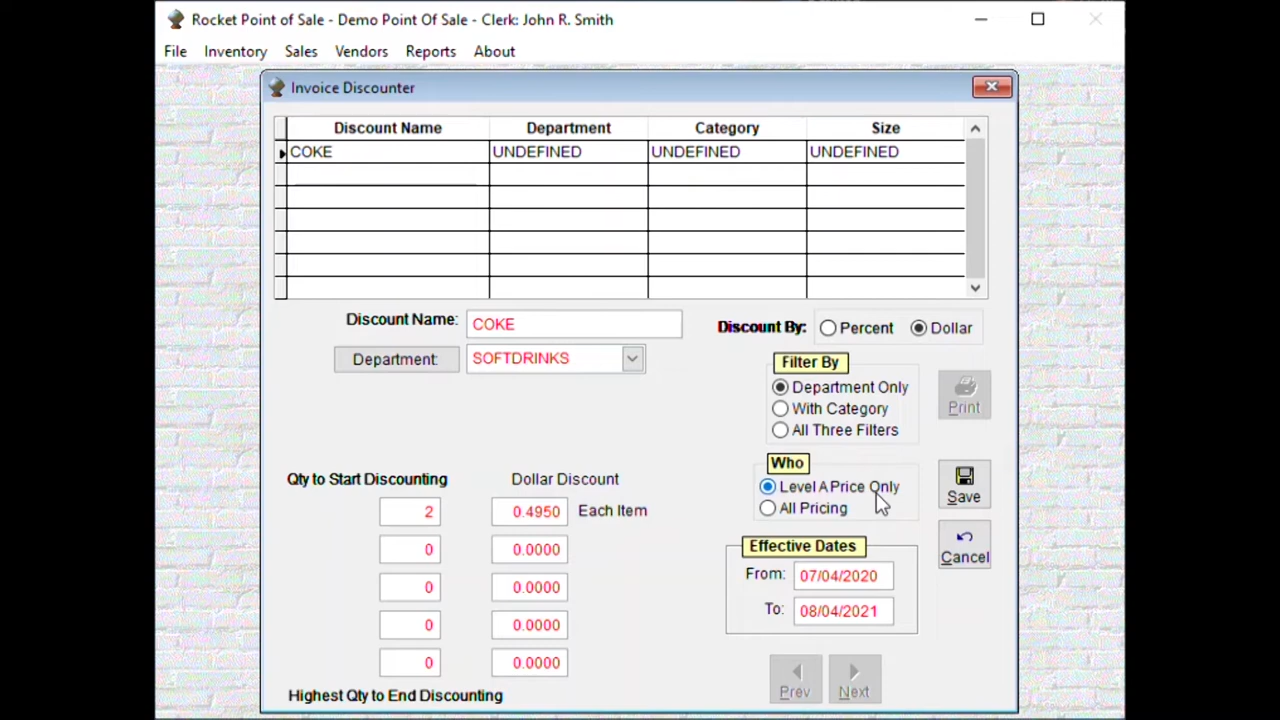 Rocket Point of Sale - Demo Point Of Sale - Clerk: John R. Smith
File Inventory Sales Vendors Reports About
Invoice Discounter
Discount Name Department Category Size
COKE UNDEFINED UNDEFINED UNDEFINED
Discount Name: COKE Discount By: Percent Dollar
Department: SOFTDRINKS
Filter By
Department Only
With Category
All Three Filters
Print
Who
Level A Price Only
All Pricing
Save
Cancel
Qty to Start Discounting Dollar Discount
2 0.4950 Each Item
0 0.0000
0 0.0000
0 0.0000
0 0.0000
Highest Qty to End Discounting
Effective Dates
From: 07/04/2020
To: 08/04/2021
Prev Next